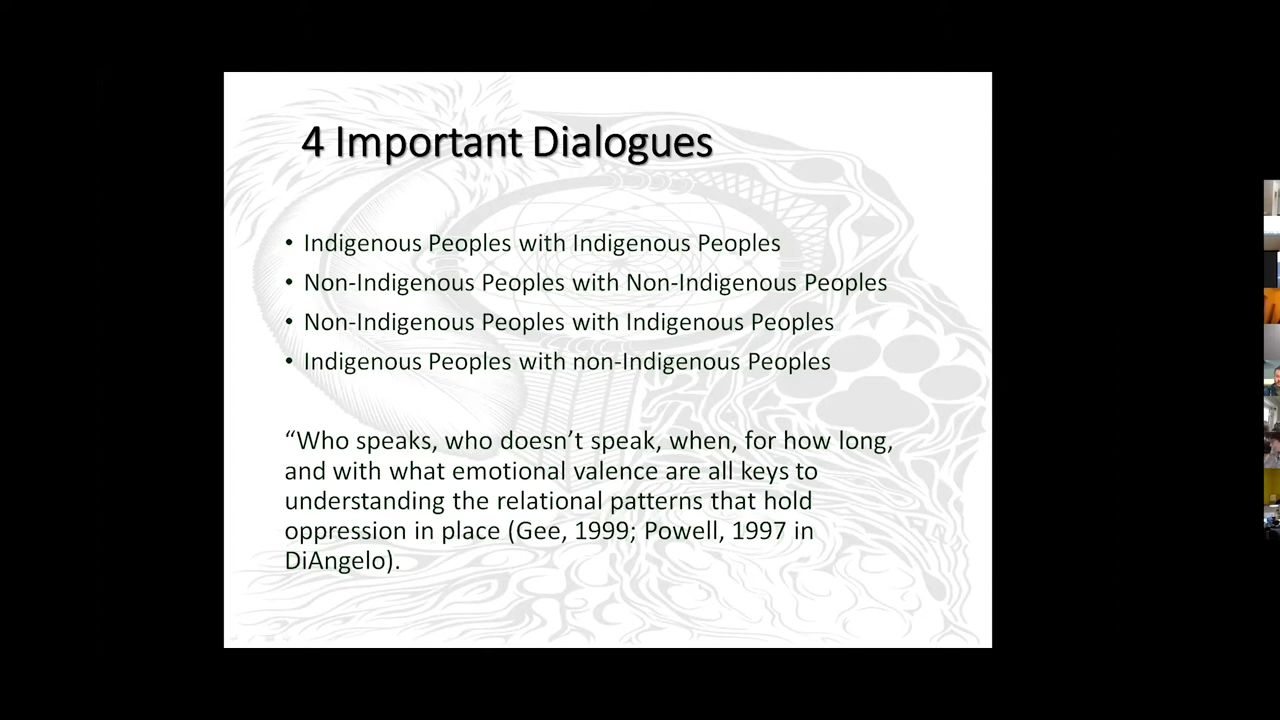 4 Important Dialogues
• Indigenous Peoples with Indigenous Peoples
• Non-Indigenous Peoples with Non-Indigenous Peoples
• Non-Indigenous Peoples with Indigenous Peoples
• Indigenous Peoples with non-Indigenous Peoples
“Who speaks, who doesn’t speak, when, for how long,
and with what emotional valence are all keys to
understanding the relational patterns that hold
oppression in place (Gee, 1999; Powell, 1997 in
DiAngelo).